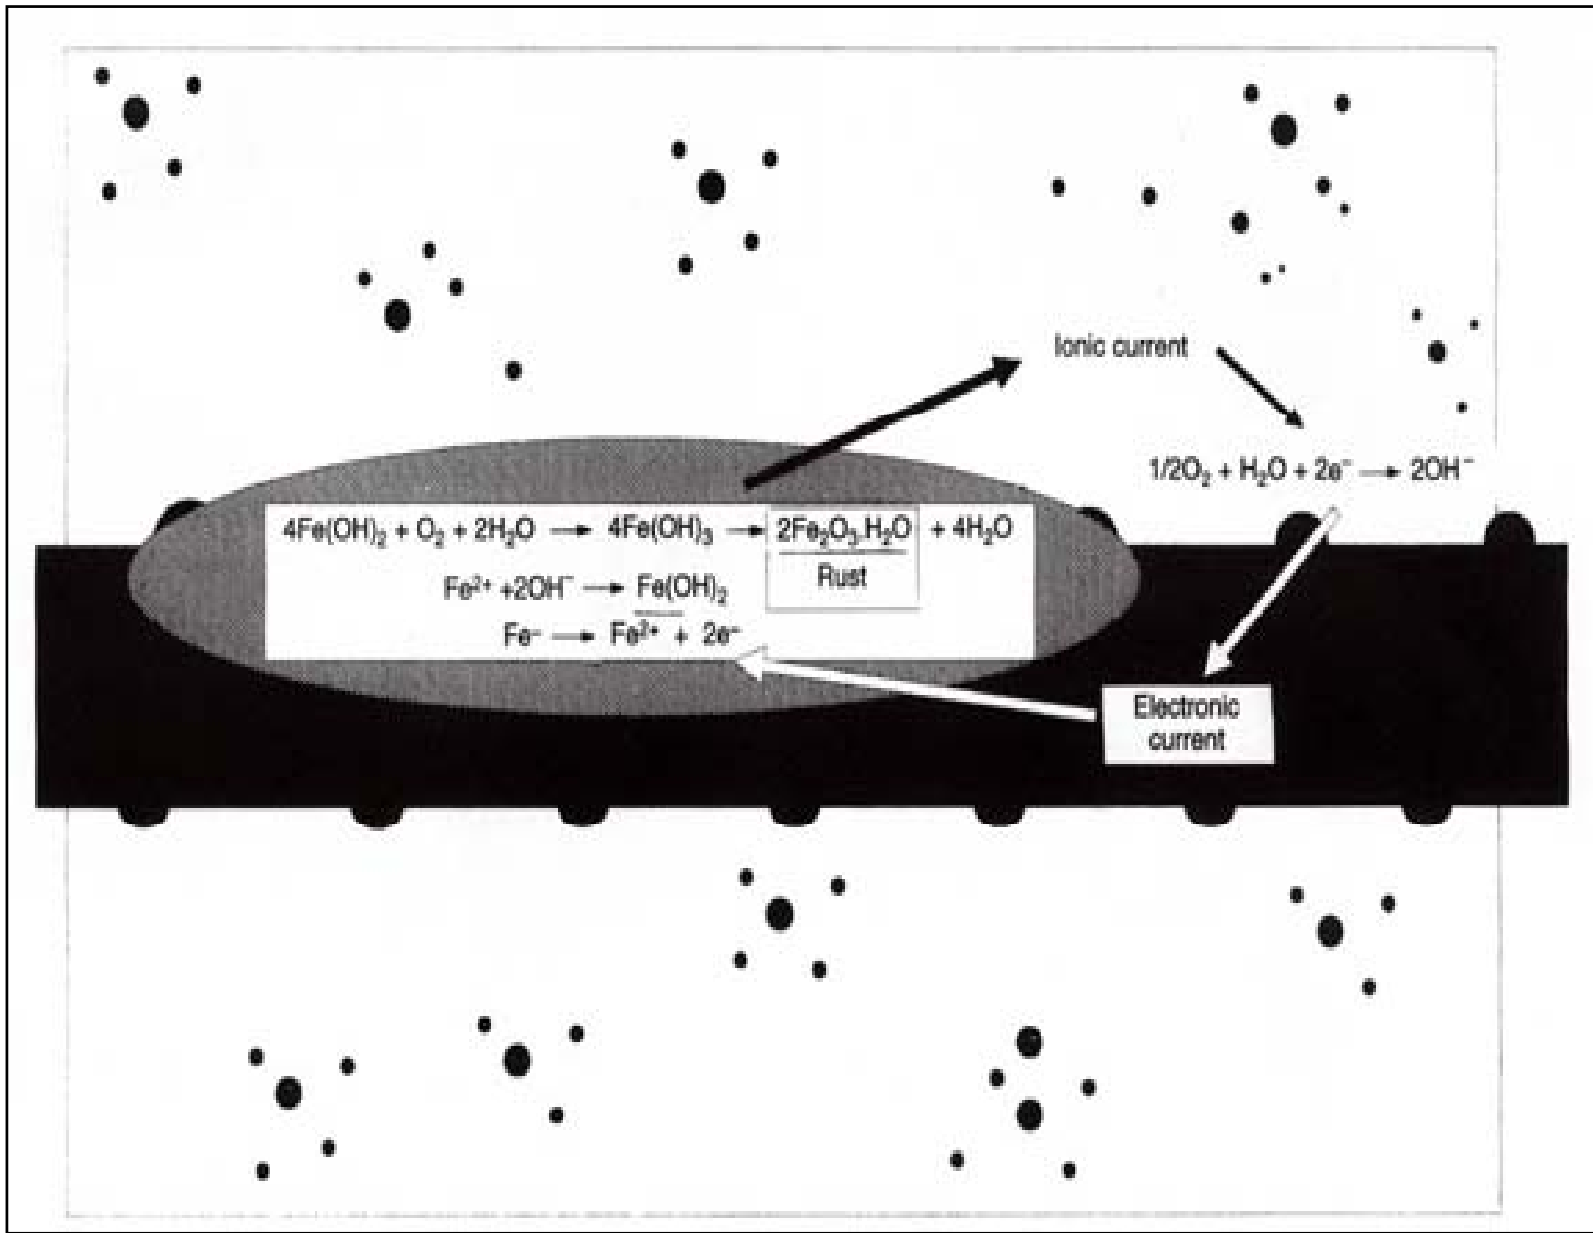 Ionic current
1/2O₂ + H₂O + 2e⁻ → 2OH⁻
4Fe(OH)₂ + O₂ + 2H₂O → 4Fe(OH)₃ → 2Fe₂O₃.H₂O + 4H₂O
Rust
Fe²⁺ +2OH⁻ → Fe(OH)₂
Fe⁻ → Fe²⁺ + 2e⁻
Electronic
current